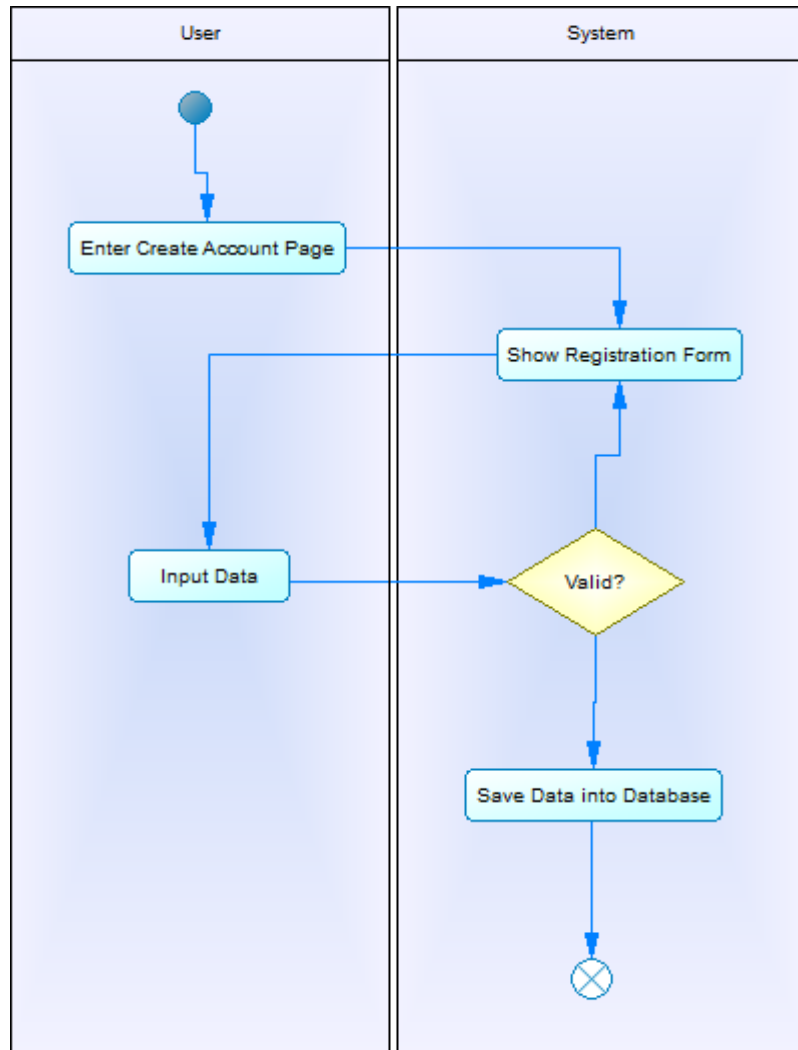 User
System
Enter Create Account Page
Show Registration Form
Input Data
Valid?
Save Data into Database